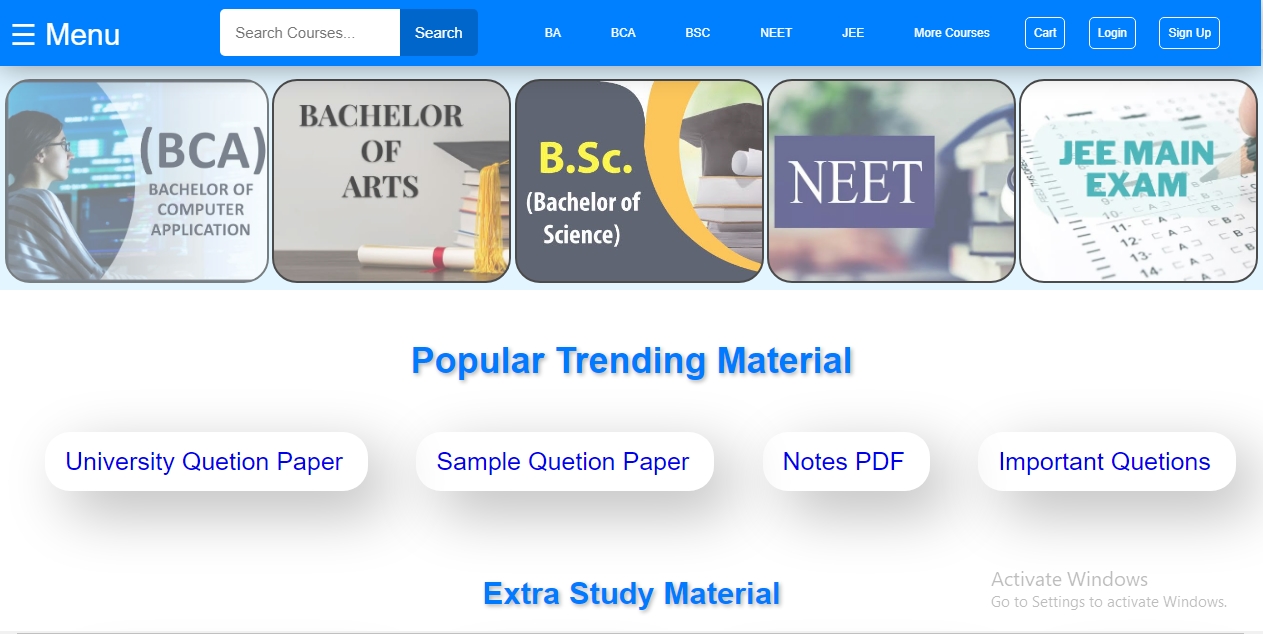 ☰ Menu
Search Courses...
Search
BA
BCA
BSC
NEET
JEE
More Courses
Cart
Login
Sign Up
(BCA)
BACHELOR OF
COMPUTER
APPLICATION
BACHELOR
OF
ARTS
B.Sc.
(Bachelor of
Science)
NEET
JEE MAIN
EXAM
11-
12-
13-
14-
Popular Trending Material
University Quetion Paper
Sample Quetion Paper
Notes PDF
Important Quetions
Extra Study Material
Activate Windows
Go to Settings to activate Windows.